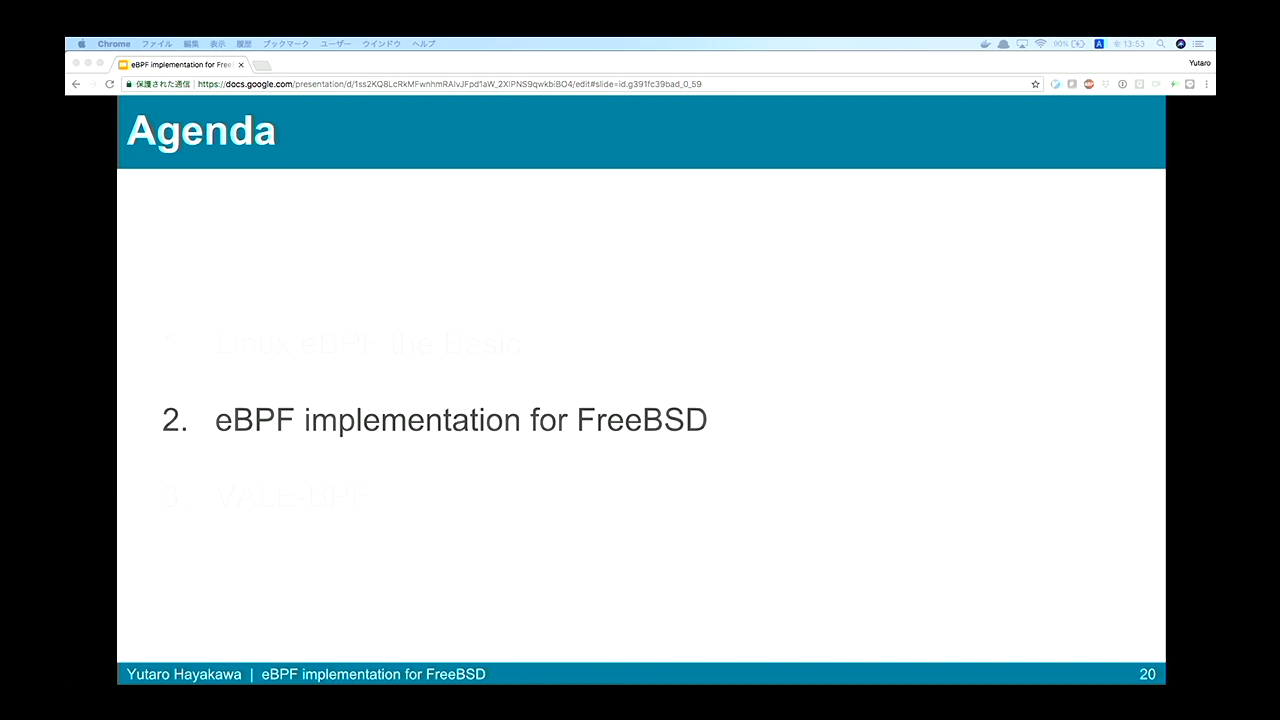 Chrome ファイル 編集 表示 履歴 ブックマーク ユーザー ウインドウ ヘルプ 90% A 金13:53
eBPF implementation for Free
Yutaro
保護された通信 | https://docs.google.com/presentation/d/1ss2KQ8LcRkMFwnhmRAlvJFpd1aW_2XlPNS9qwkbiBO4/edit#slide=id.g391fc39bad_0_59
Agenda
Linux eBPF the Basic
2. eBPF implementation for FreeBSD
3. VALE-BPF
Yutaro Hayakawa | eBPF implementation for FreeBSD
20